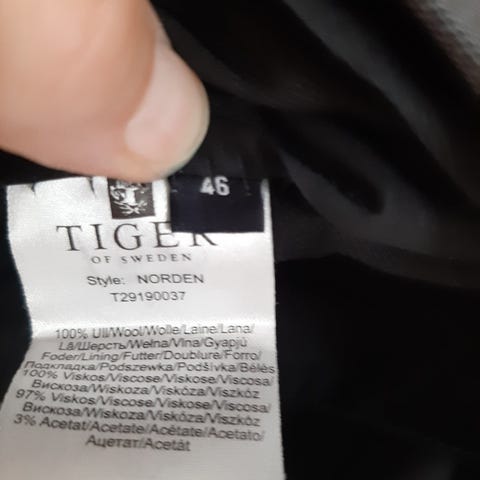 46
TIGER
OF SWEDEN
Style: NORDEN
T29190037
100% Ull/Wool/Wolle/Laine/Lana/
Lã/Шерсть/Wełna/Vlna/Gyapjú
Foder/Lining/Futter/Doublure/Forro/
Подкладка/Podszewka/Podšívka/Bélés
100% Viskos/Viscose/Viskose/Viscosa/
Вискоза/Wiskoza/Viskóza/Viszkóz
97% Viskos/Viscose/Viskose/Viscosa/
Вискоза/Wiskoza/Viskóza/Viszkóz
3% Acetat/Acetate/Acétate/Acetato/
Ацетат/Acetát